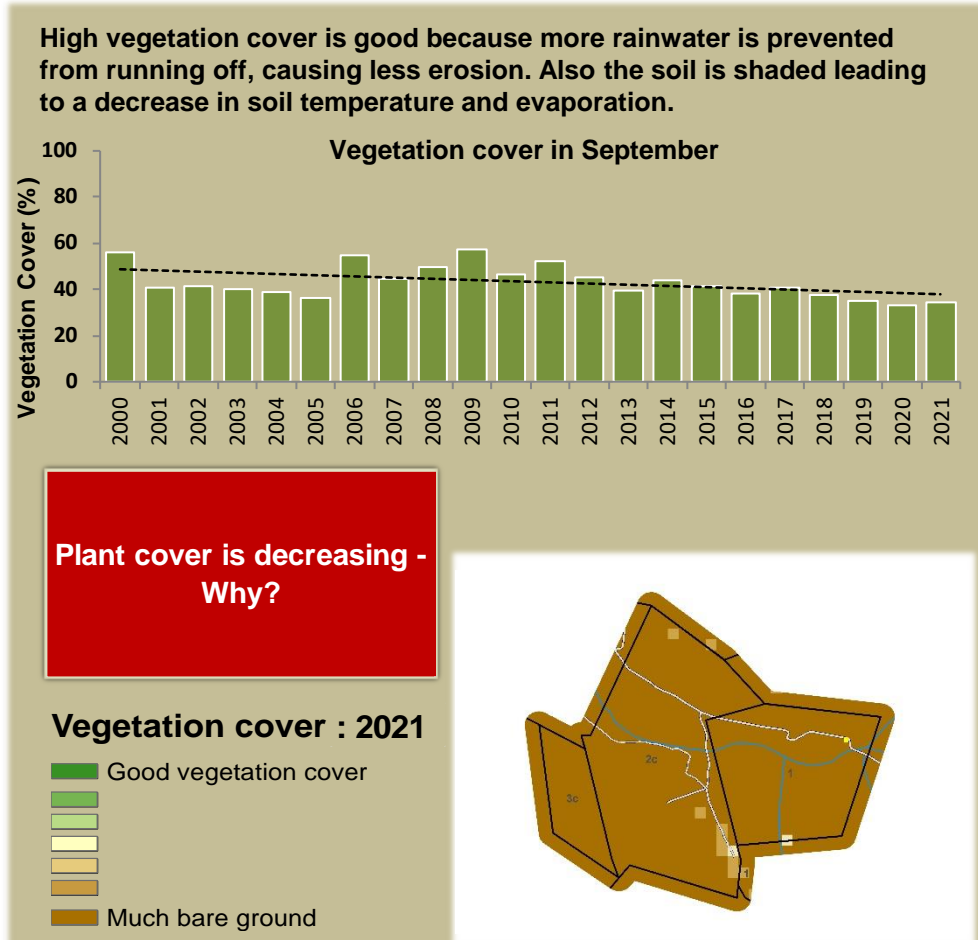 High vegetation cover is good because more rainwater is prevented
from running off, causing less erosion. Also the soil is shaded leading
to a decrease in soil temperature and evaporation.
Vegetation cover in September
Vegetation Cover (%)
100
80
60
40
20
0
2000 2001 2002 2003 2004 2005 2006 2007 2008 2009 2010 2011 2012 2013 2014 2015 2016 2017 2018 2019 2020 2021
Plant cover is decreasing -
Why?
Vegetation cover : 2021
Good vegetation cover
Much bare ground
2c
1
3c
1